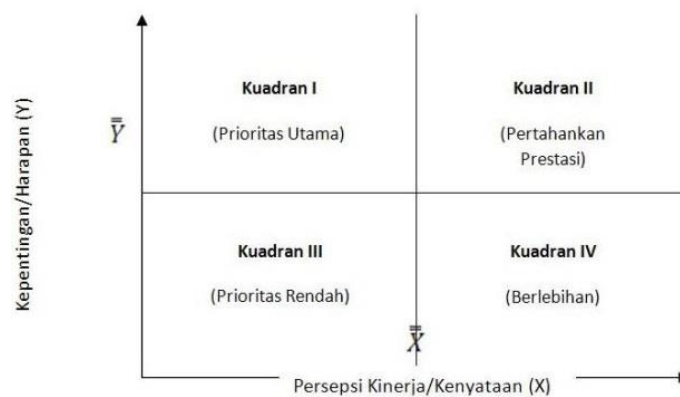 Kepentingan/Harapan (Y)
Kuadran I
(Prioritas Utama)
Kuadran II
(Pertahankan
Prestasi)
Y̿
Kuadran III
(Prioritas Rendah)
Kuadran IV
(Berlebihan)
X̿
Persepsi Kinerja/Kenyataan (X)